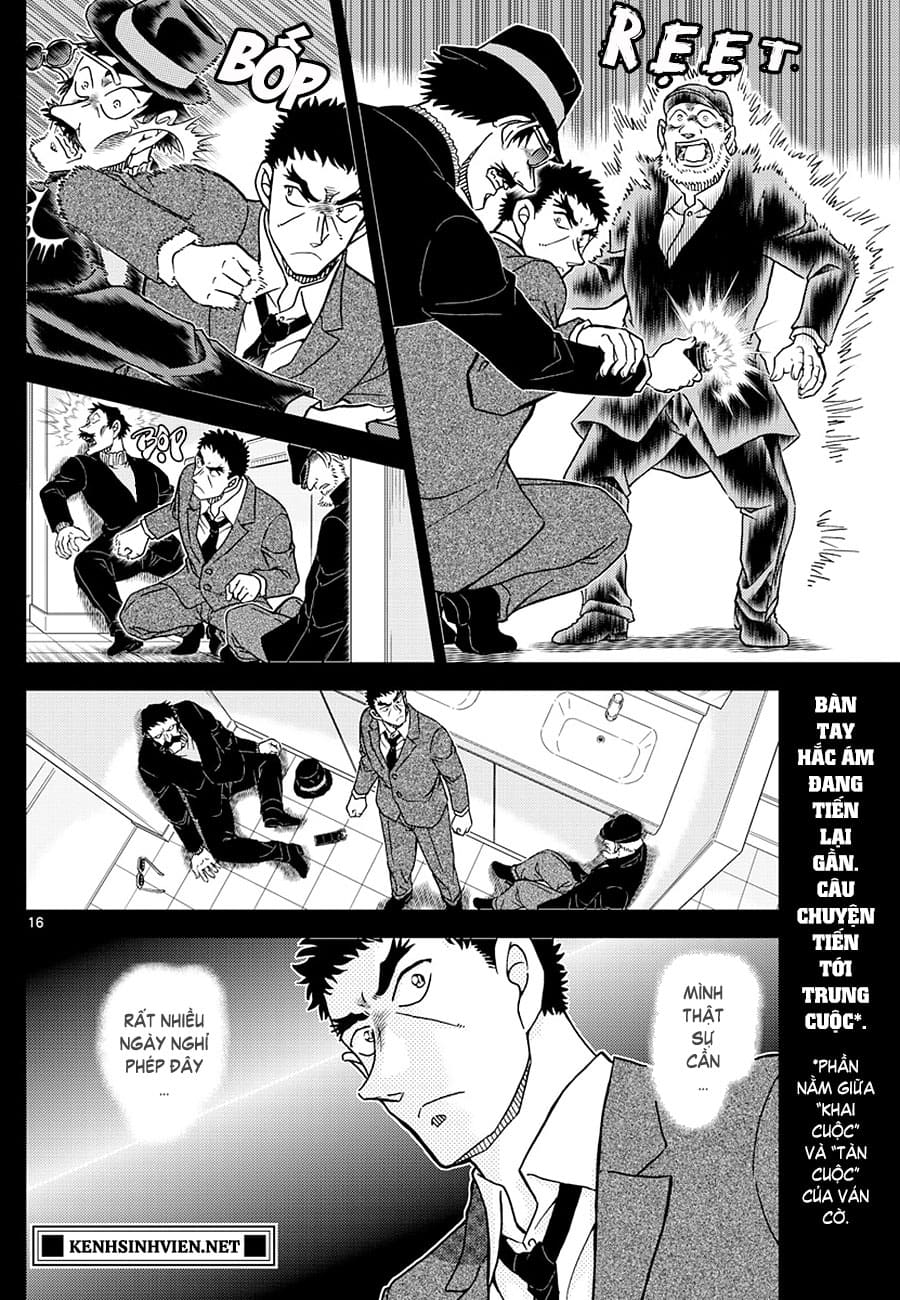 BỐP
RẸẸT.
BỘP
BÀN
TAY
HẮC ÁM
ĐANG
TIẾN
LẠI
GẦN.
CÂU
CHUYỆN
TIẾN
TỚI
TRUNG
CUỘC*.
*PHẦN
NẰM GIỮA
"KHAI
CUỘC"
VÀ "TÀN
CUỘC"
CỦA VÁN
CỜ.
16
MÌNH
THẬT
SỰ
CẦN
...
RẤT NHIỀU
NGÀY NGHỈ
PHÉP ĐÂY
...
KENHSINHVIEN.NET